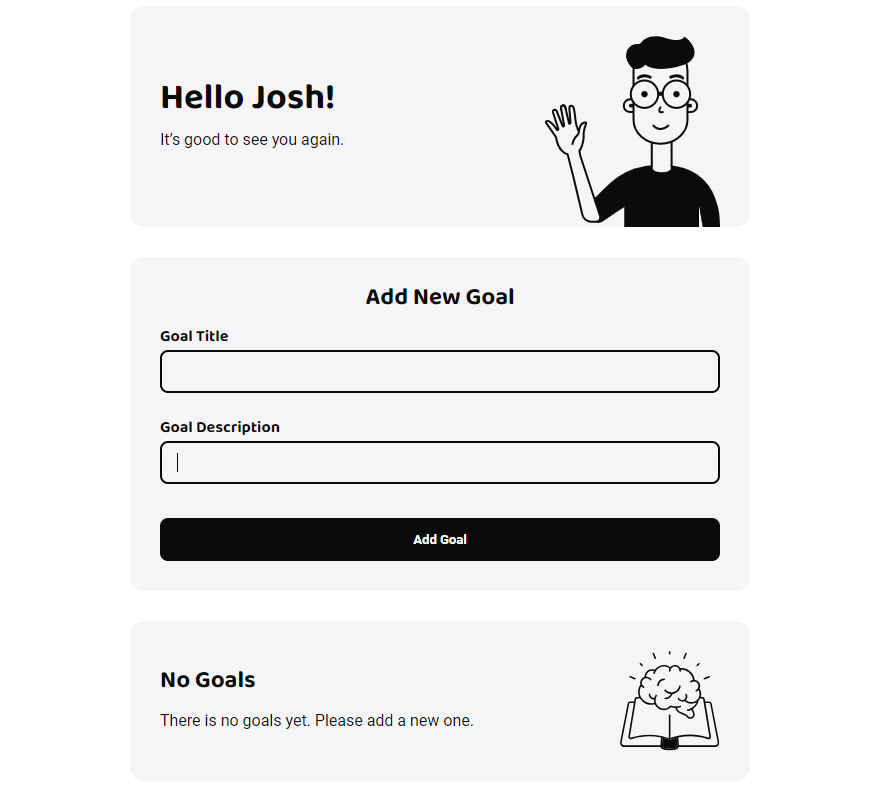 Hello Josh!
It’s good to see you again.
Add New Goal
Goal Title
Goal Description
Add Goal
No Goals
There is no goals yet. Please add a new one.